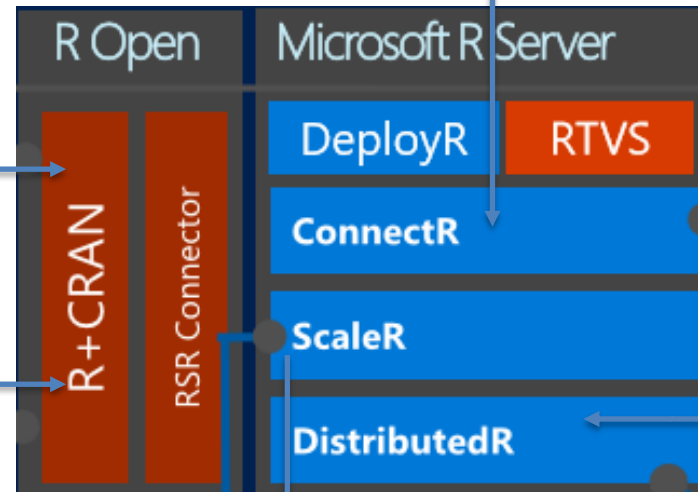 R Open
Microsoft R Server
DeployR
RTVS
R+CRAN
RSR Connector
ConnectR
ScaleR
DistributedR